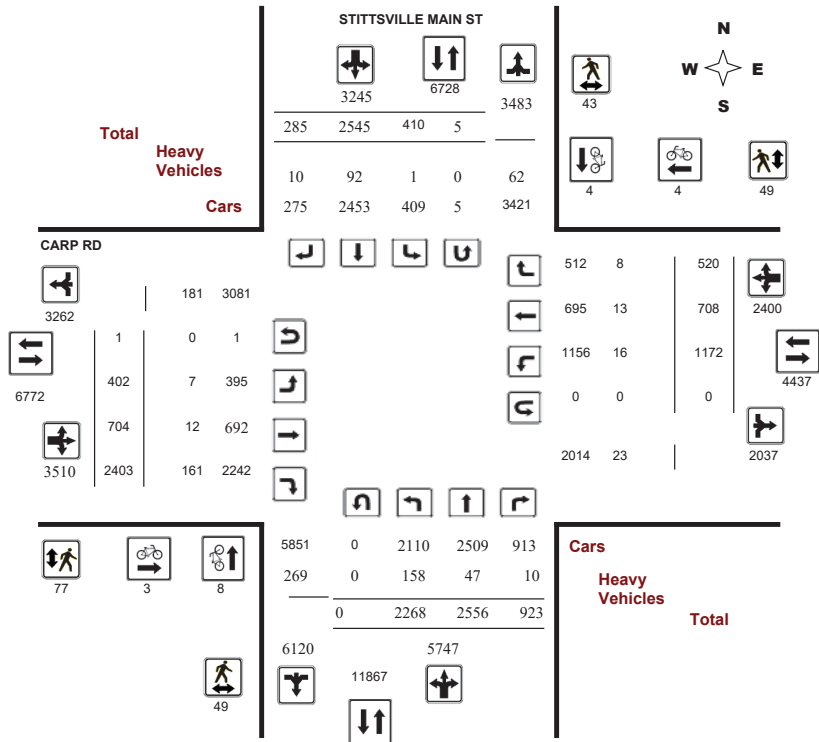 STITTSVILLE MAIN ST
N
W E
S
3245
6728
3483
43
Total
285 2545 410 5
Heavy
Vehicles
10 92 1 0 62
4 4 49
Cars
275 2453 409 5 3421
CARP RD
3262
181 3081
512 8 520
2400
1 0 1
695 13 708
6772
402 7 395
1156 16 1172
4437
704 12 692
0 0 0
3510
2403 161 2242
2014 23
2037
77 3 8
5851 0 2110 2509 913
Cars
269 0 158 47 10
Heavy
Vehicles
0 2268 2556 923
Total
6120
5747
11867
49